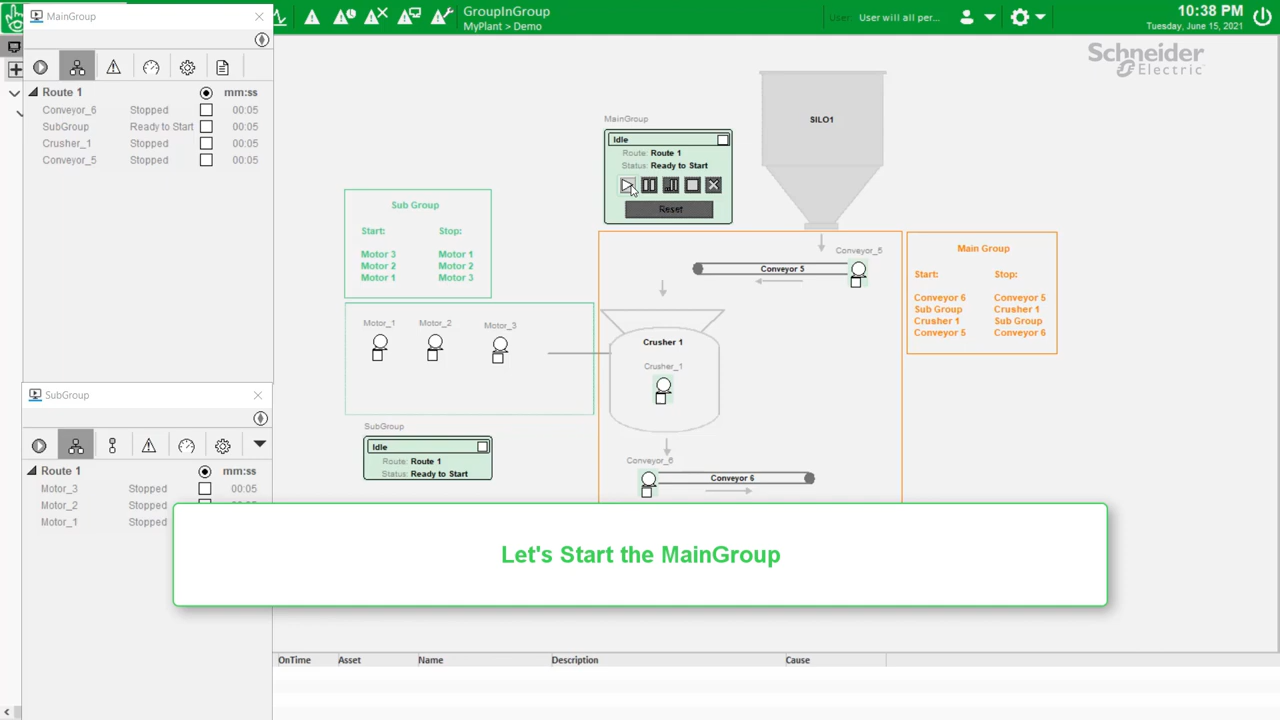 MainGroup
GroupInGroup
MyPlant > Demo
User:
User will all per...
10:38 PM
Tuesday, June 15, 2021
Schneider
Electric
Route 1
mm:ss
Conveyor_6 Stopped 00:05
SubGroup Ready to Start 00:05
Crusher_1 Stopped 00:05
Conveyor_5 Stopped 00:05
MainGroup
Idle
Route: Route 1
Status: Ready to Start
Reset
SILO1
Sub Group
Start: Stop:
Motor 3 Motor 1
Motor 2 Motor 2
Motor 1 Motor 3
Conveyor_5
Conveyor 5
Main Group
Start: Stop:
Conveyor 6 Conveyor 5
Sub Group Crusher 1
Crusher 1 Sub Group
Conveyor 5 Conveyor 6
Motor_1 Motor_2 Motor_3
Crusher 1
Crusher_1
SubGroup
Idle
Route: Route 1
Status: Ready to Start
Conveyor_6
Conveyor 6
SubGroup
Route 1
mm:ss
Motor_3 Stopped 00:05
Motor_2 Stopped
Motor_1 Stopped
Let's Start the MainGroup
OnTime Asset Name Description Cause